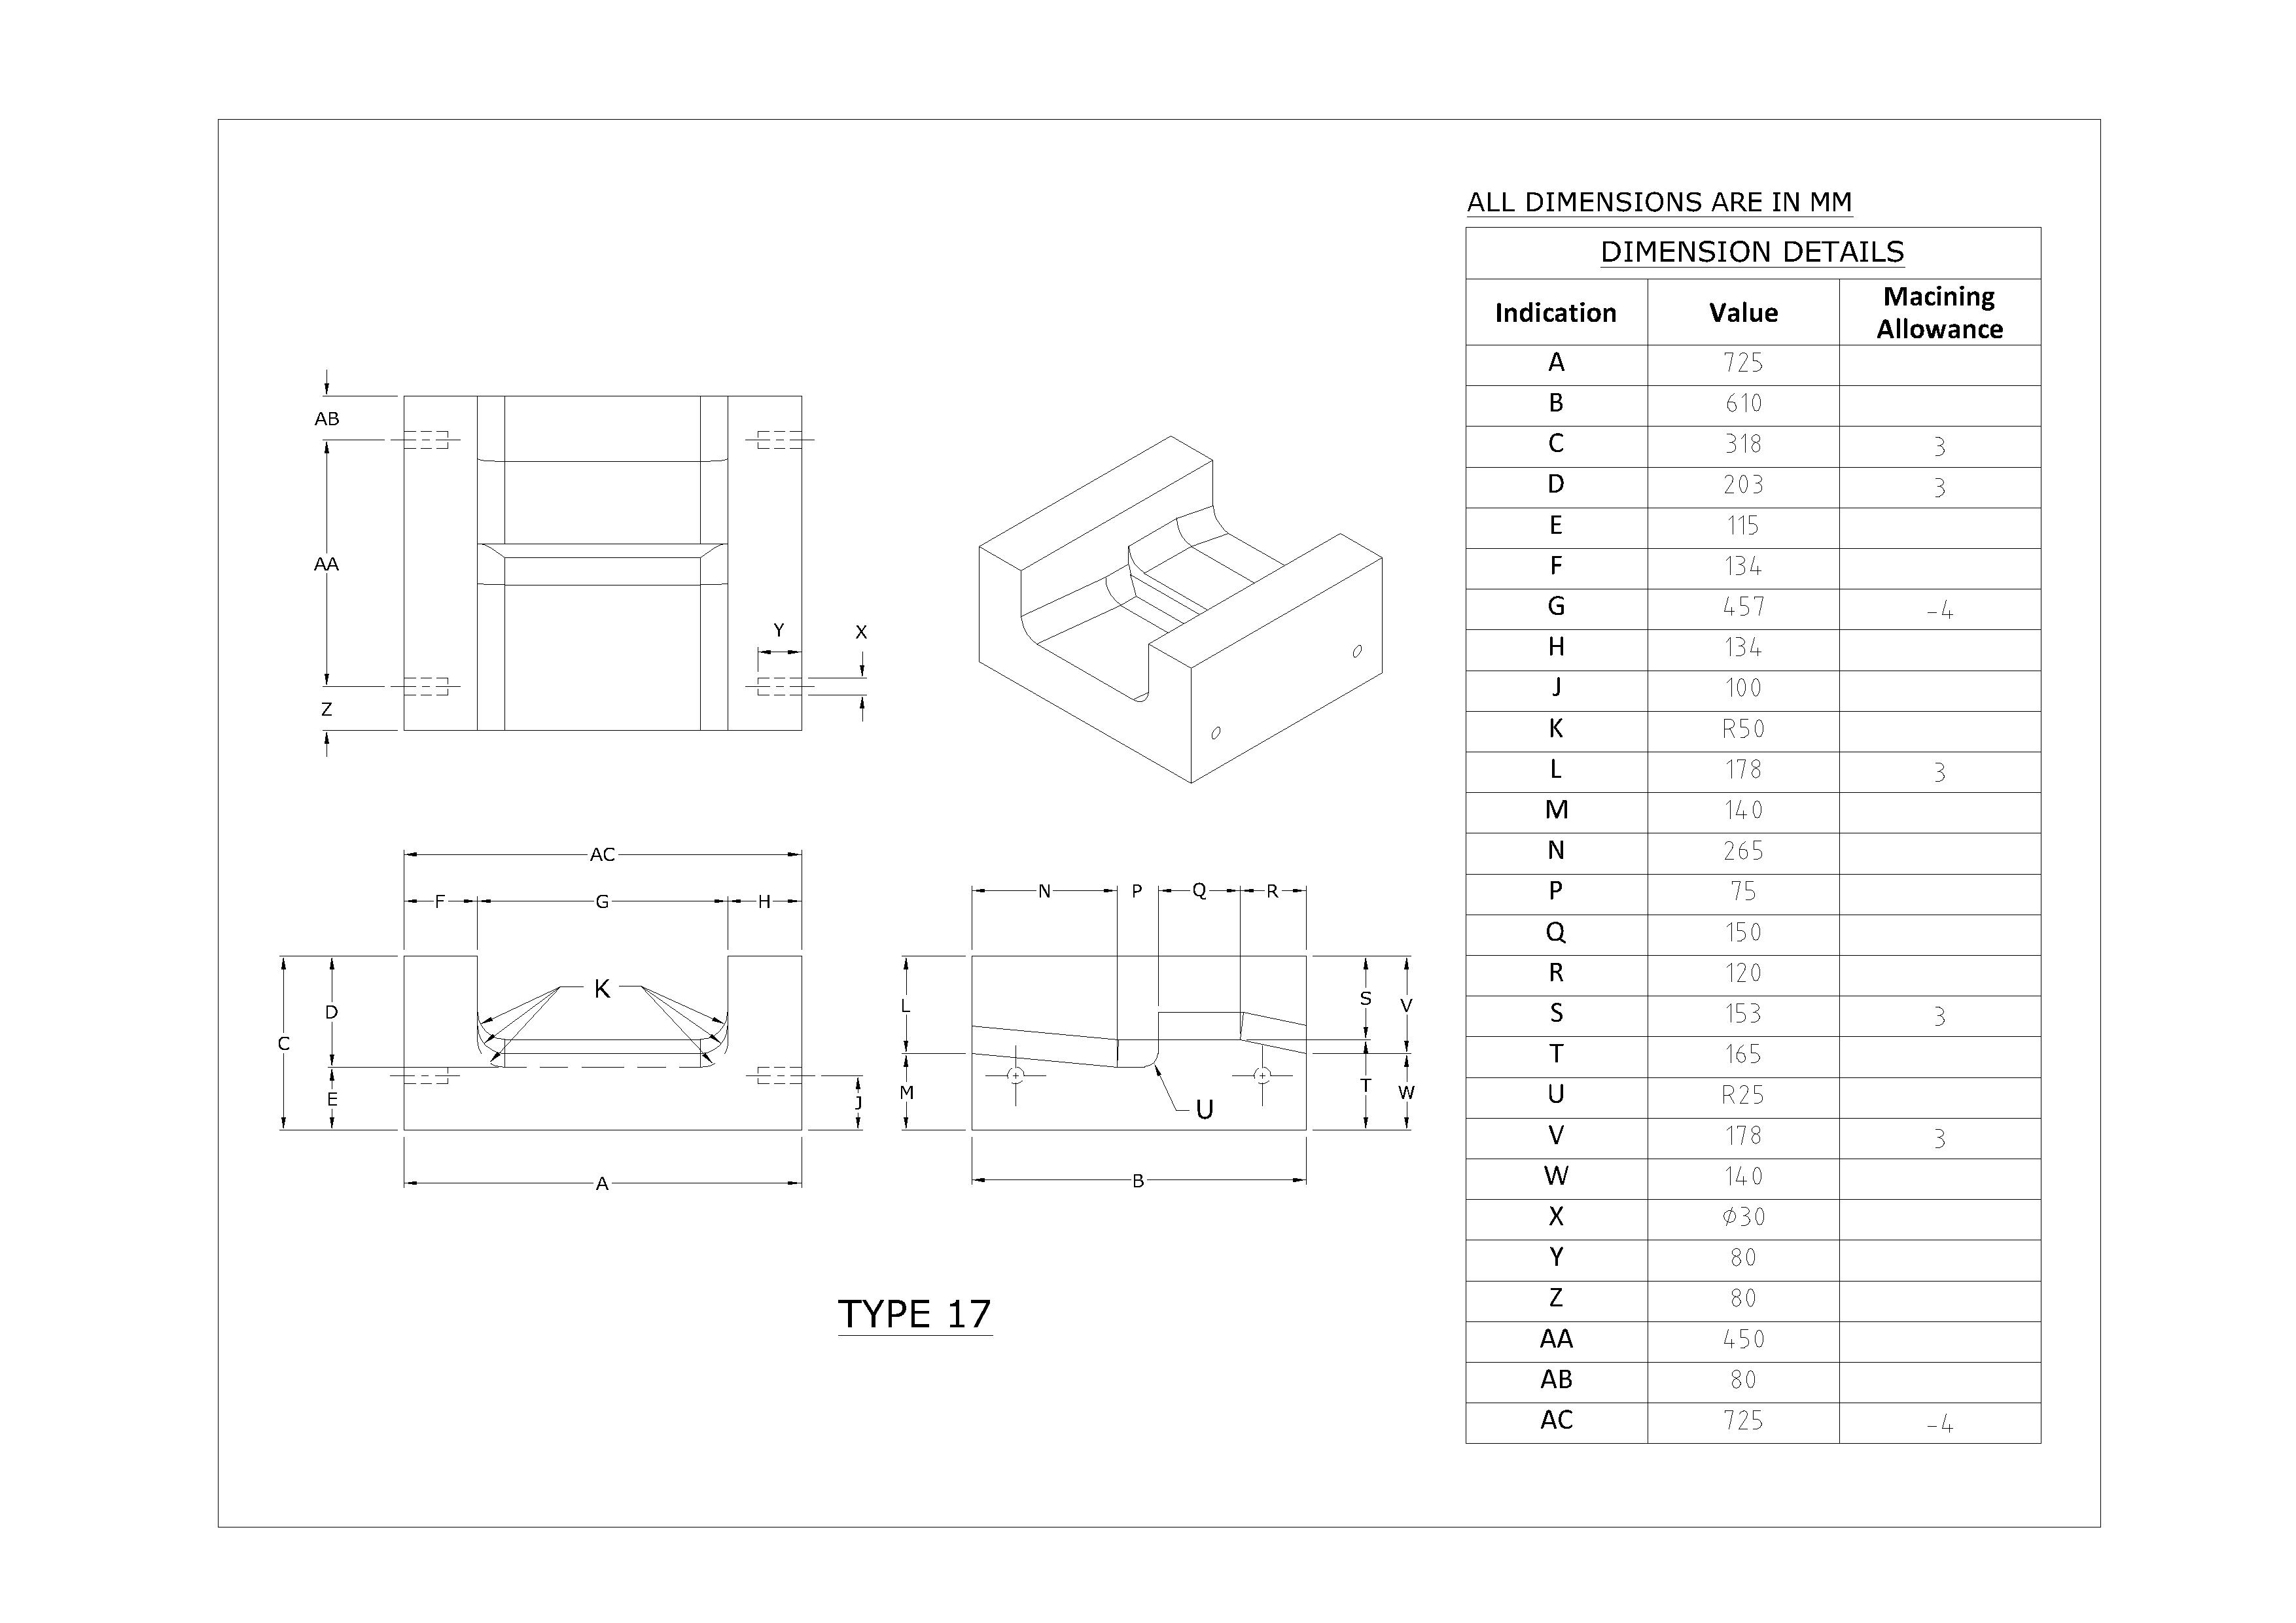 ALL DIMENSIONS ARE IN MM
DIMENSION DETAILS
Indication Value Macining Allowance
A 725
B 610
C 318 3
D 203 3
E 115
F 134
G 457 -4
H 134
J 100
K R50
L 178 3
M 140
N 265
P 75
Q 150
R 120
S 153 3
T 165
U R25
V 178 3
W 140
X Ø30
Y 80
Z 80
AA 450
AB 80
AC 725 -4
AB
AA
Y X
Z
AC
F G H
K
D
C
E
J
A
N P Q R
L S V
M T W
U
B
TYPE 17